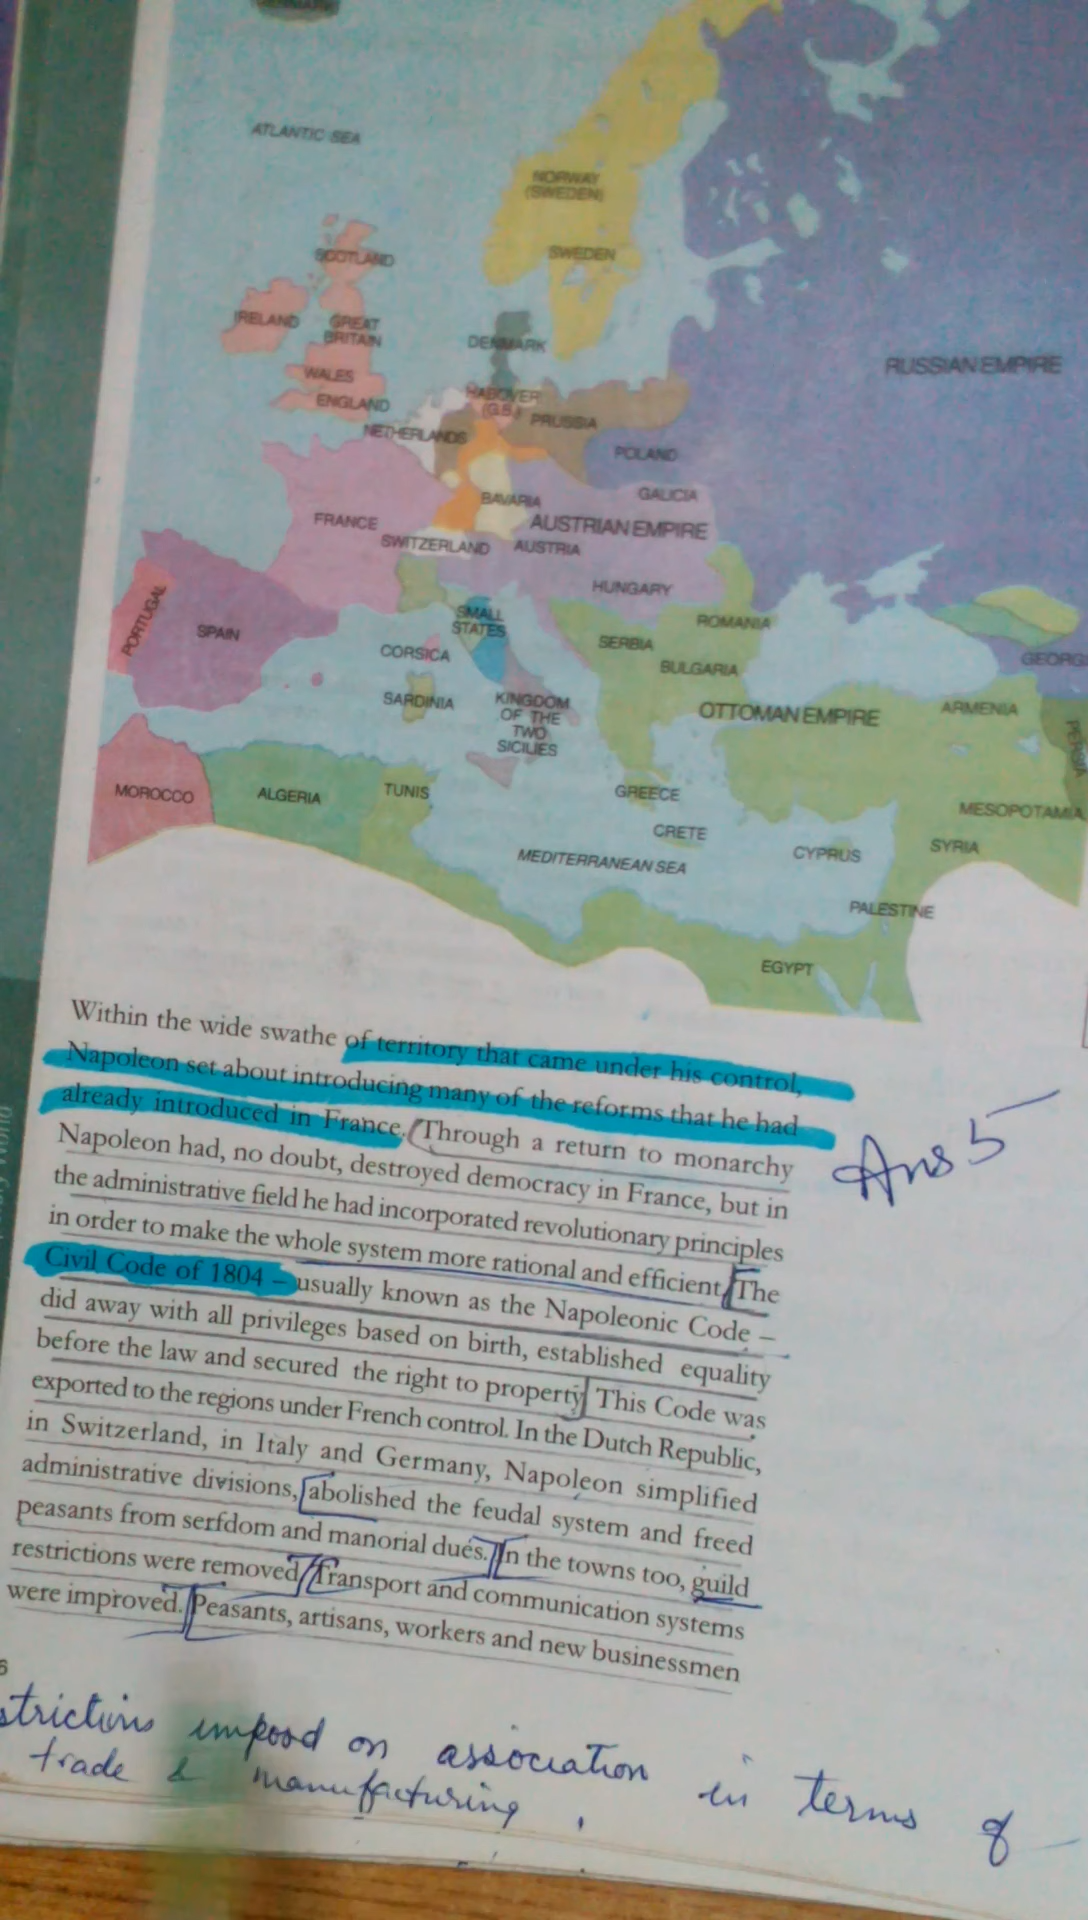 ATLANTIC SEA
NORWAY
(SWEDEN)
SWEDEN
SCOTLAND
IRELAND
GREAT
BRITAIN
DENMARK
RUSSIAN EMPIRE
WALES
ENGLAND
HABOVER
(G.B.)
PRUSSIA
NETHERLANDS
POLAND
GALICIA
BAVARIA
FRANCE
AUSTRIAN EMPIRE
SWITZERLAND
AUSTRIA
HUNGARY
PORTUGAL
SPAIN
SMALL
STATES
ROMANIA
SERBIA
CORSICA
BULGARIA
GEORG
SARDINIA
KINGDOM
OF THE
TWO
SICILIES
OTTOMAN EMPIRE
ARMENIA
PERSIA
MOROCCO
ALGERIA
TUNIS
GREECE
MESOPOTAMIA
CRETE
CYPRUS
SYRIA
MEDITERRANEAN SEA
PALESTINE
EGYPT
Within the wide swathe of territory that came under his control,
Napoleon set about introducing many of the reforms that he had
already introduced in France. Through a return to monarchy
Napoleon had, no doubt, destroyed democracy in France, but in
the administrative field he had incorporated revolutionary principles
in order to make the whole system more rational and efficient. The
Civil Code of 1804 – usually known as the Napoleonic Code –
did away with all privileges based on birth, established equality
before the law and secured the right to property. This Code was
exported to the regions under French control. In the Dutch Republic,
in Switzerland, in Italy and Germany, Napoleon simplified
administrative divisions, abolished the feudal system and freed
peasants from serfdom and manorial dues. In the towns too, guild
restrictions were removed. Transport and communication systems
were improved. Peasants, artisans, workers and new businessmen
Ans 5
6
strictions impood on association in terms of
trade & manufacturing.